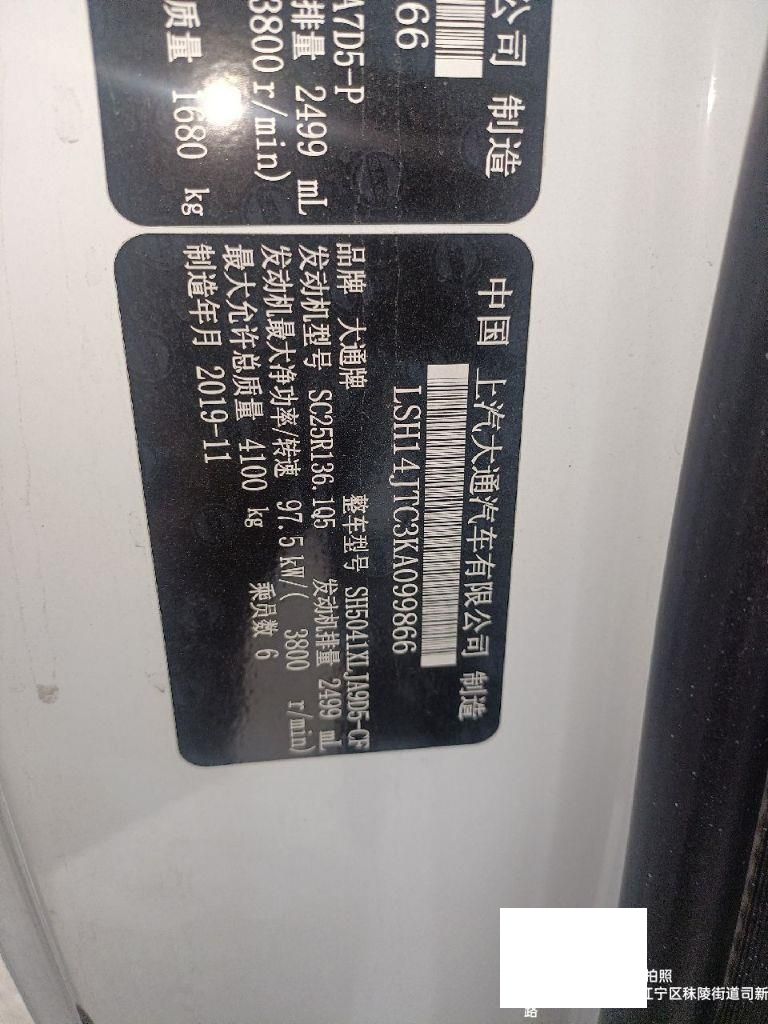 公司 制造
66
A7D5-P
排量 2499 mL
3800r/min)
质量 1680 kg
中国 上汽大通汽车有限公司 制造
LSH14JTC3KA099866
品牌 大通牌 整车型号 SH5041XLJA9D5-CF
发动机型号 SC25R136.1Q5 发动机排量 2499 mL
发动机最大净功率/转速 97.5kW/( 3800 r/min)
最大允许总质量 4100 kg 乘员数 6
制造年月 2019-11
拍照
江宁区秣陵街道司新
路